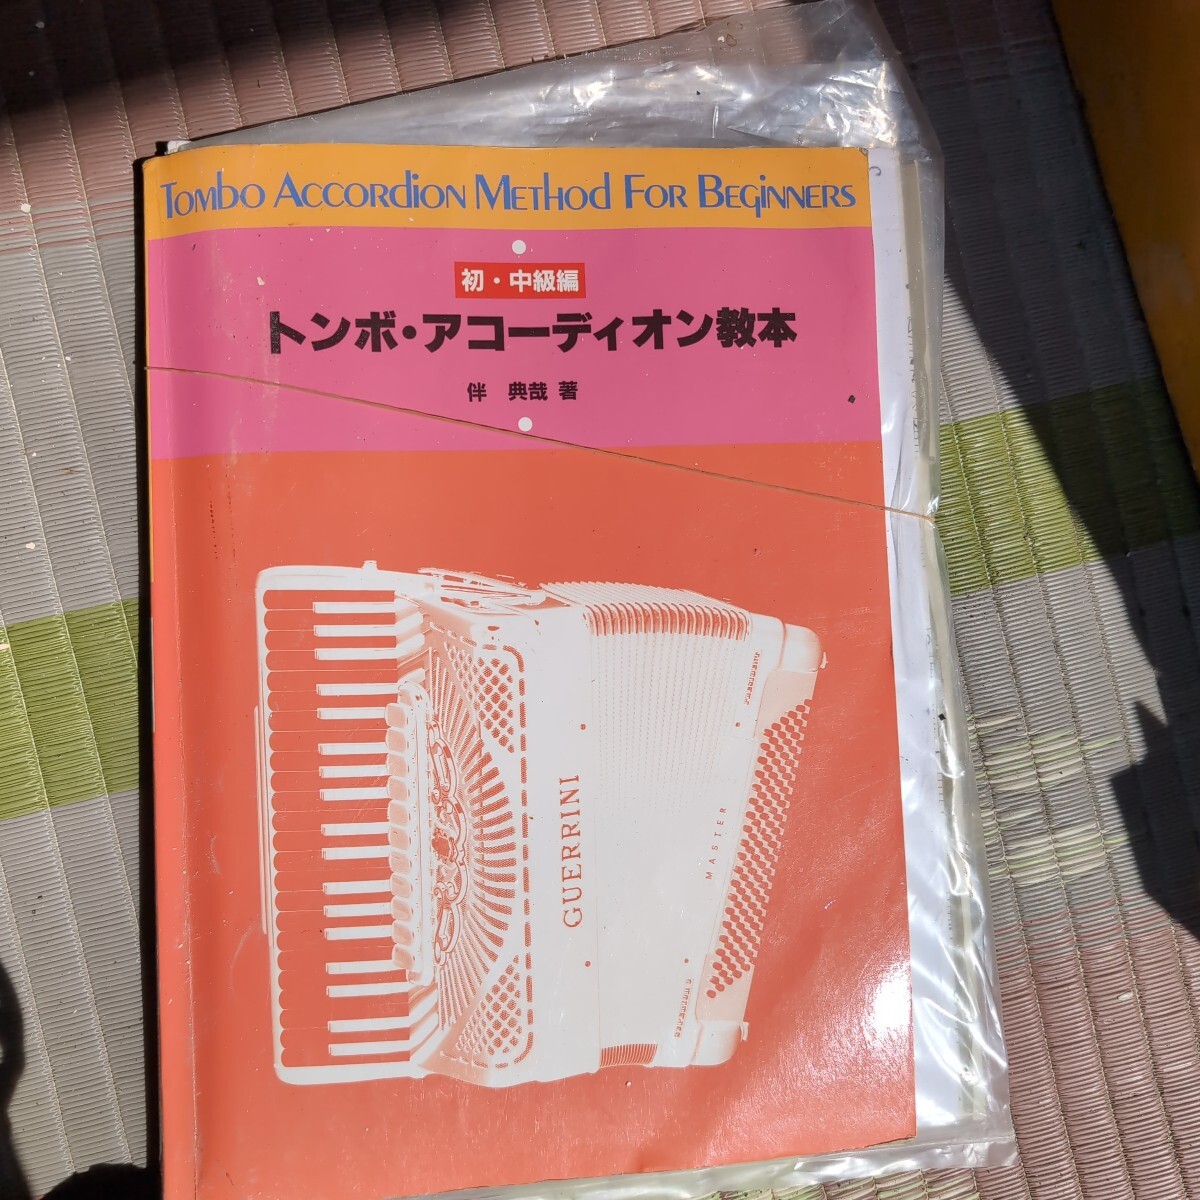 Tombo Accordion Method For Beginners
初・中級編
トンボ・アコーディオン教本
伴 典哉 著
GUERRINI
MASTER